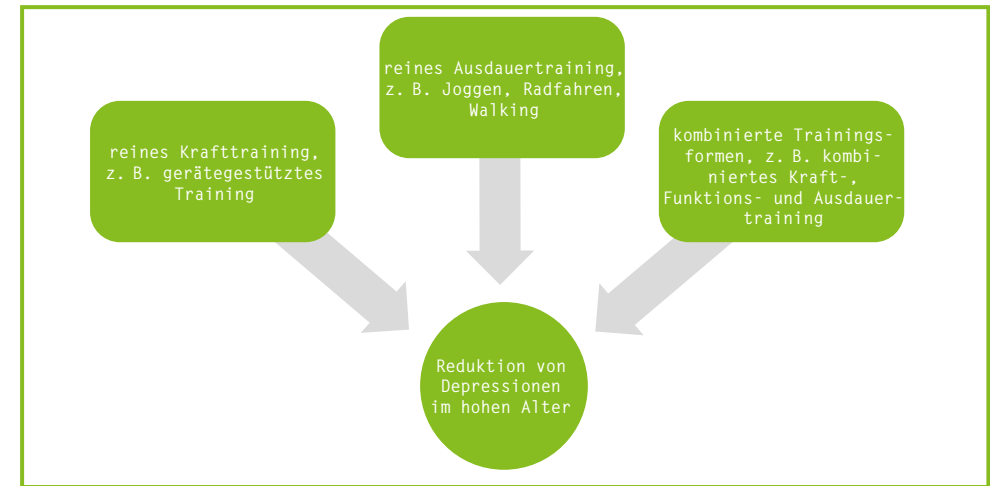 reines Krafttraining,
z. B. gerätegestütztes
Training
reines Ausdauertraining,
z. B. Joggen, Radfahren,
Walking
kombinierte Trainings-
formen, z. B. kombi-
niertes Kraft-,
Funktions- und Ausdauer-
training
Reduktion von
Depressionen
im hohen Alter